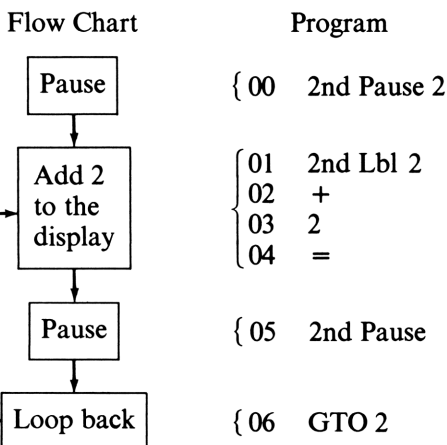 Flow Chart Program
Pause { 00 2nd Pause 2
Add 2 { 01 2nd Lbl 2
to the 02 +
display 03 2
04 =
Pause { 05 2nd Pause
Loop back { 06 GTO 2